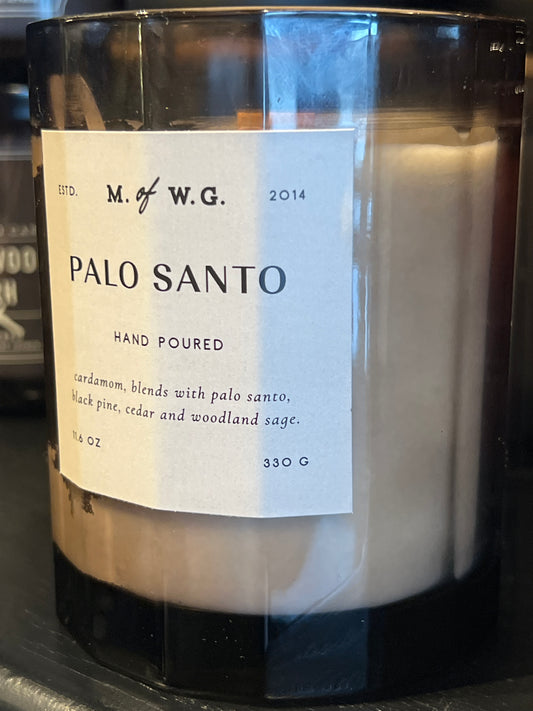 ESTD. M. of W.G. 2014
PALO SANTO
HAND POURED
cardamom, blends with palo santo,
black pine, cedar and woodland sage.
11.6 OZ
330 G